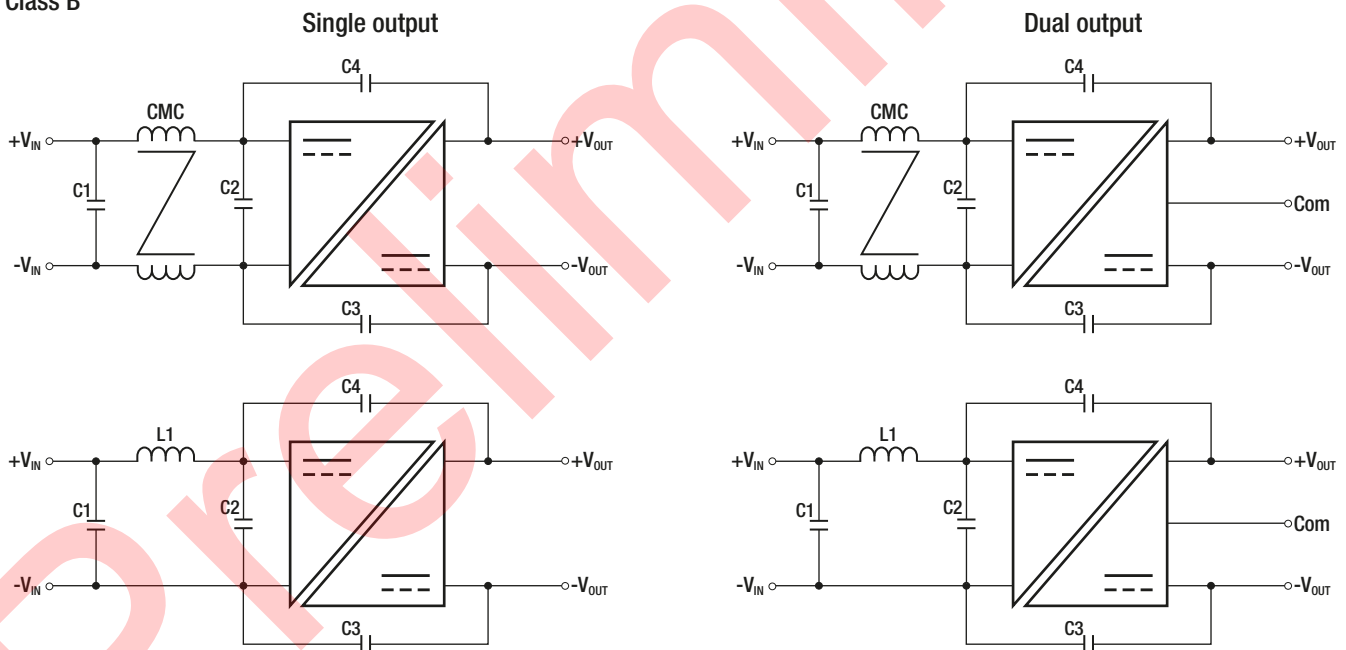 Class B
Single output
Dual output
C4
C4
CMC
CMC
+VIN
+VOUT
+VIN
+VOUT
C1
C2
C1
C2
Com
-VIN
-VOUT
-VIN
-VOUT
C3
C3
C4
C4
L1
L1
+VIN
+VOUT
+VIN
+VOUT
C1
C2
C1
C2
Com
-VIN
-VOUT
-VIN
-VOUT
C3
C3
Prelim